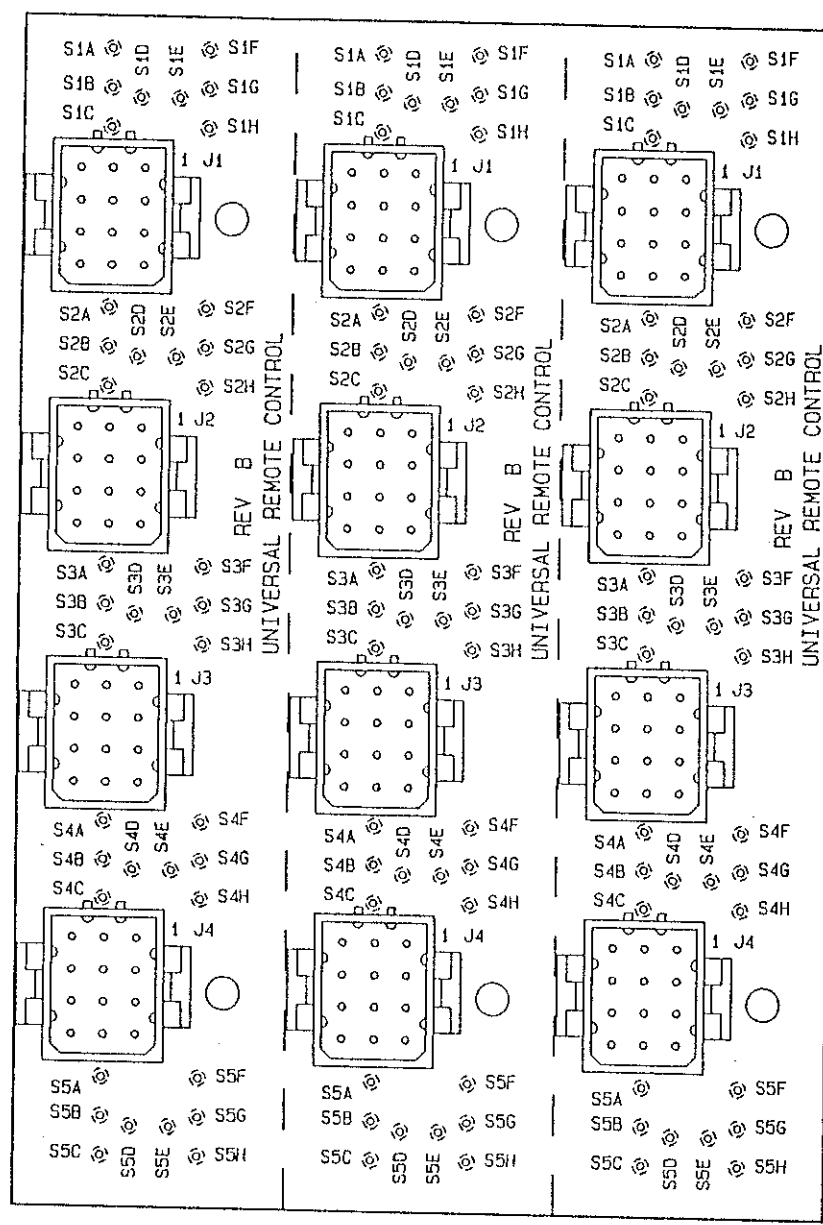 S1A S1D S1E S1F
S1B S1G
S1C S1H
1 J1
S2A S2D S2E S2F
S2B S2G
S2C S2H
1 J2
UNIVERSAL REMOTE CONTROL
REV B
S3A S3D S3E S3F
S3B S3G
S3C S3H
1 J3
S4A S4D S4E S4F
S4B S4G
S4C S4H
1 J4
S5A S5F
S5B S5G
S5C S5D S5E S5H
S1A S1D S1E S1F
S1B S1G
S1C S1H
1 J1
S2A S2D S2E S2F
S2B S2G
S2C S2H
1 J2
UNIVERSAL REMOTE CONTROL
REV B
S3A S3D S3E S3F
S3B S3G
S3C S3H
1 J3
S4A S4D S4E S4F
S4B S4G
S4C S4H
1 J4
S5A S5F
S5B S5G
S5C S5D S5E S5H
S1A S1D S1E S1F
S1B S1G
S1C S1H
1 J1
S2A S2D S2E S2F
S2B S2G
S2C S2H
1 J2
UNIVERSAL REMOTE CONTROL
REV B
S3A S3D S3E S3F
S3B S3G
S3C S3H
1 J3
S4A S4D S4E S4F
S4B S4G
S4C S4H
1 J4
S5A S5F
S5B S5G
S5C S5D S5E S5H